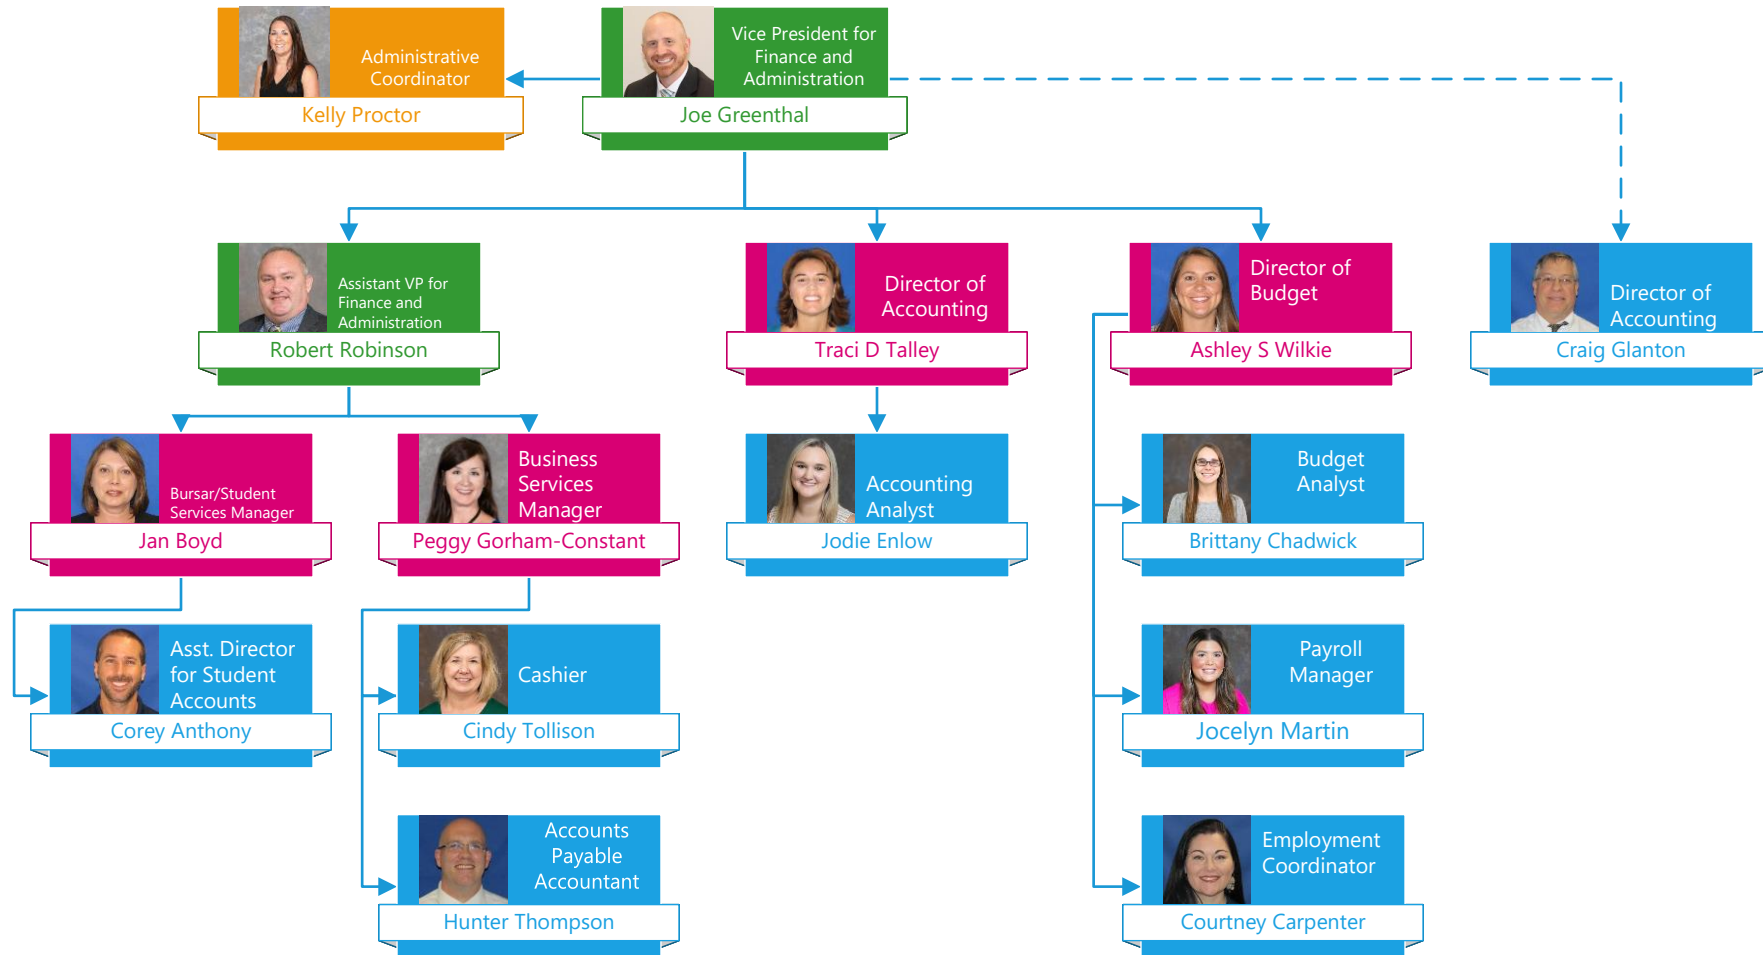 Administrative
Coordinator
Kelly Proctor
Vice President for
Finance and
Administration
Joe Greenthal
Assistant VP for
Finance and
Administration
Robert Robinson
Director of
Accounting
Traci D Talley
Director of
Budget
Ashley S Wilkie
Director of
Accounting
Craig Glanton
Bursar/Student
Services Manager
Jan Boyd
Business
Services
Manager
Peggy Gorham-Constant
Accounting
Analyst
Jodie Enlow
Budget
Analyst
Brittany Chadwick
Asst. Director
for Student
Accounts
Corey Anthony
Cashier
Cindy Tollison
Payroll
Manager
Jocelyn Martin
Accounts
Payable
Accountant
Hunter Thompson
Employment
Coordinator
Courtney Carpenter